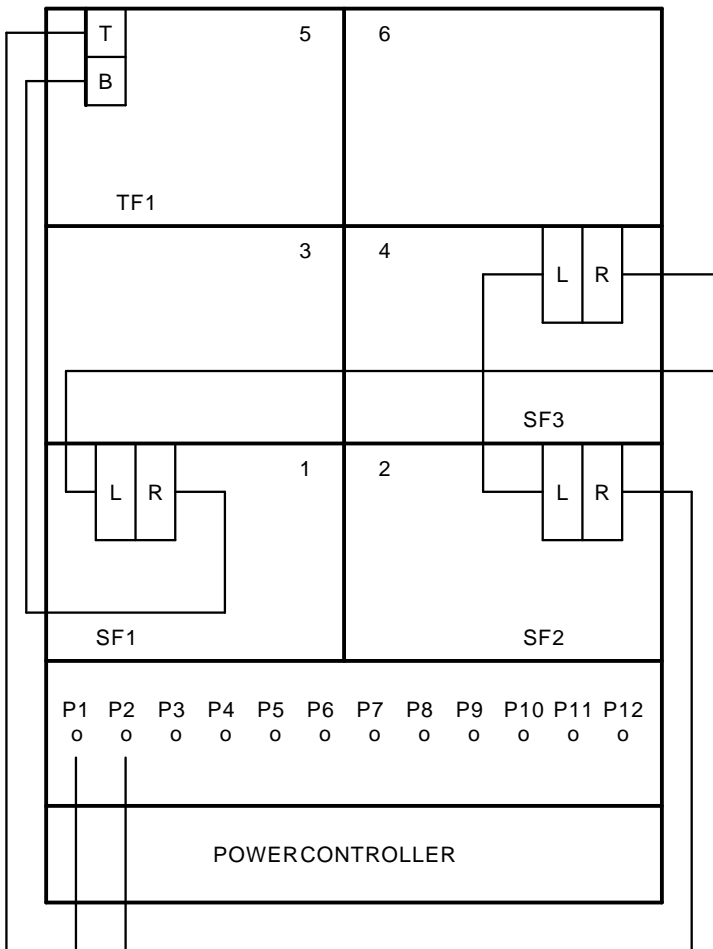 T 5 6
B
TF1
3 4
L R
SF3
1 2
L R L R
SF1 SF2
P1 P2 P3 P4 P5 P6 P7 P8 P9 P10 P11 P12
o o o o o o o o o o o o
POWERCONTROLLER